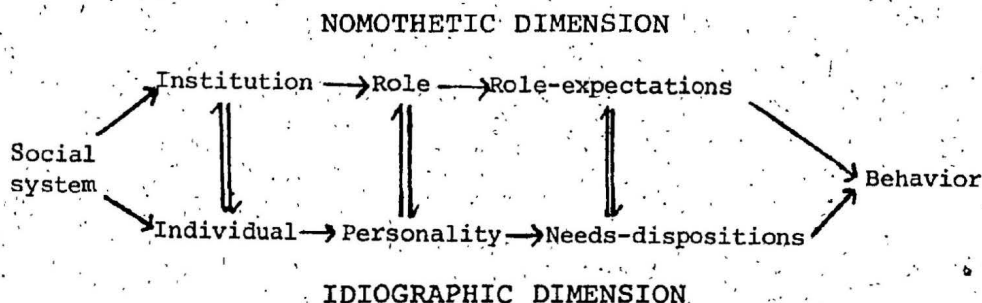 NOMOTHETIC DIMENSION
Institution Role Role-expectations
Social
system
Behavior
Individual Personality Needs-dispositions
IDIOGRAPHIC DIMENSION